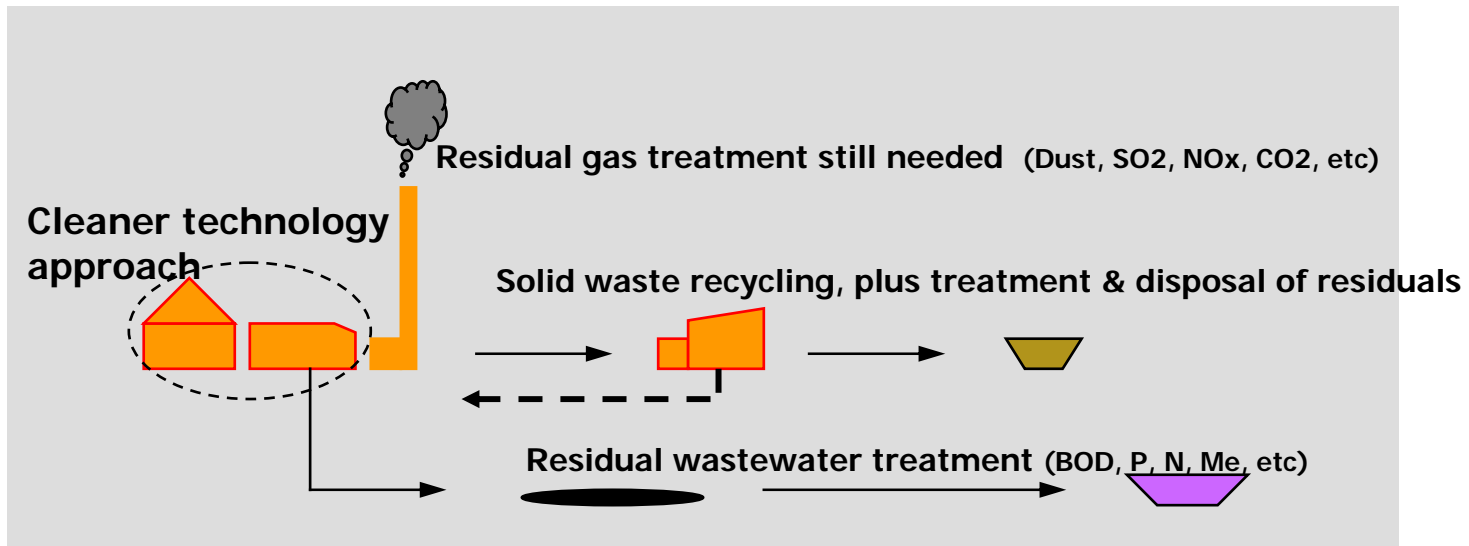 Residual gas treatment still needed (Dust, SO2, NOx, CO2, etc)
Cleaner technology
approach
Solid waste recycling, plus treatment & disposal of residuals
Residual wastewater treatment (BOD, P, N, Me, etc)